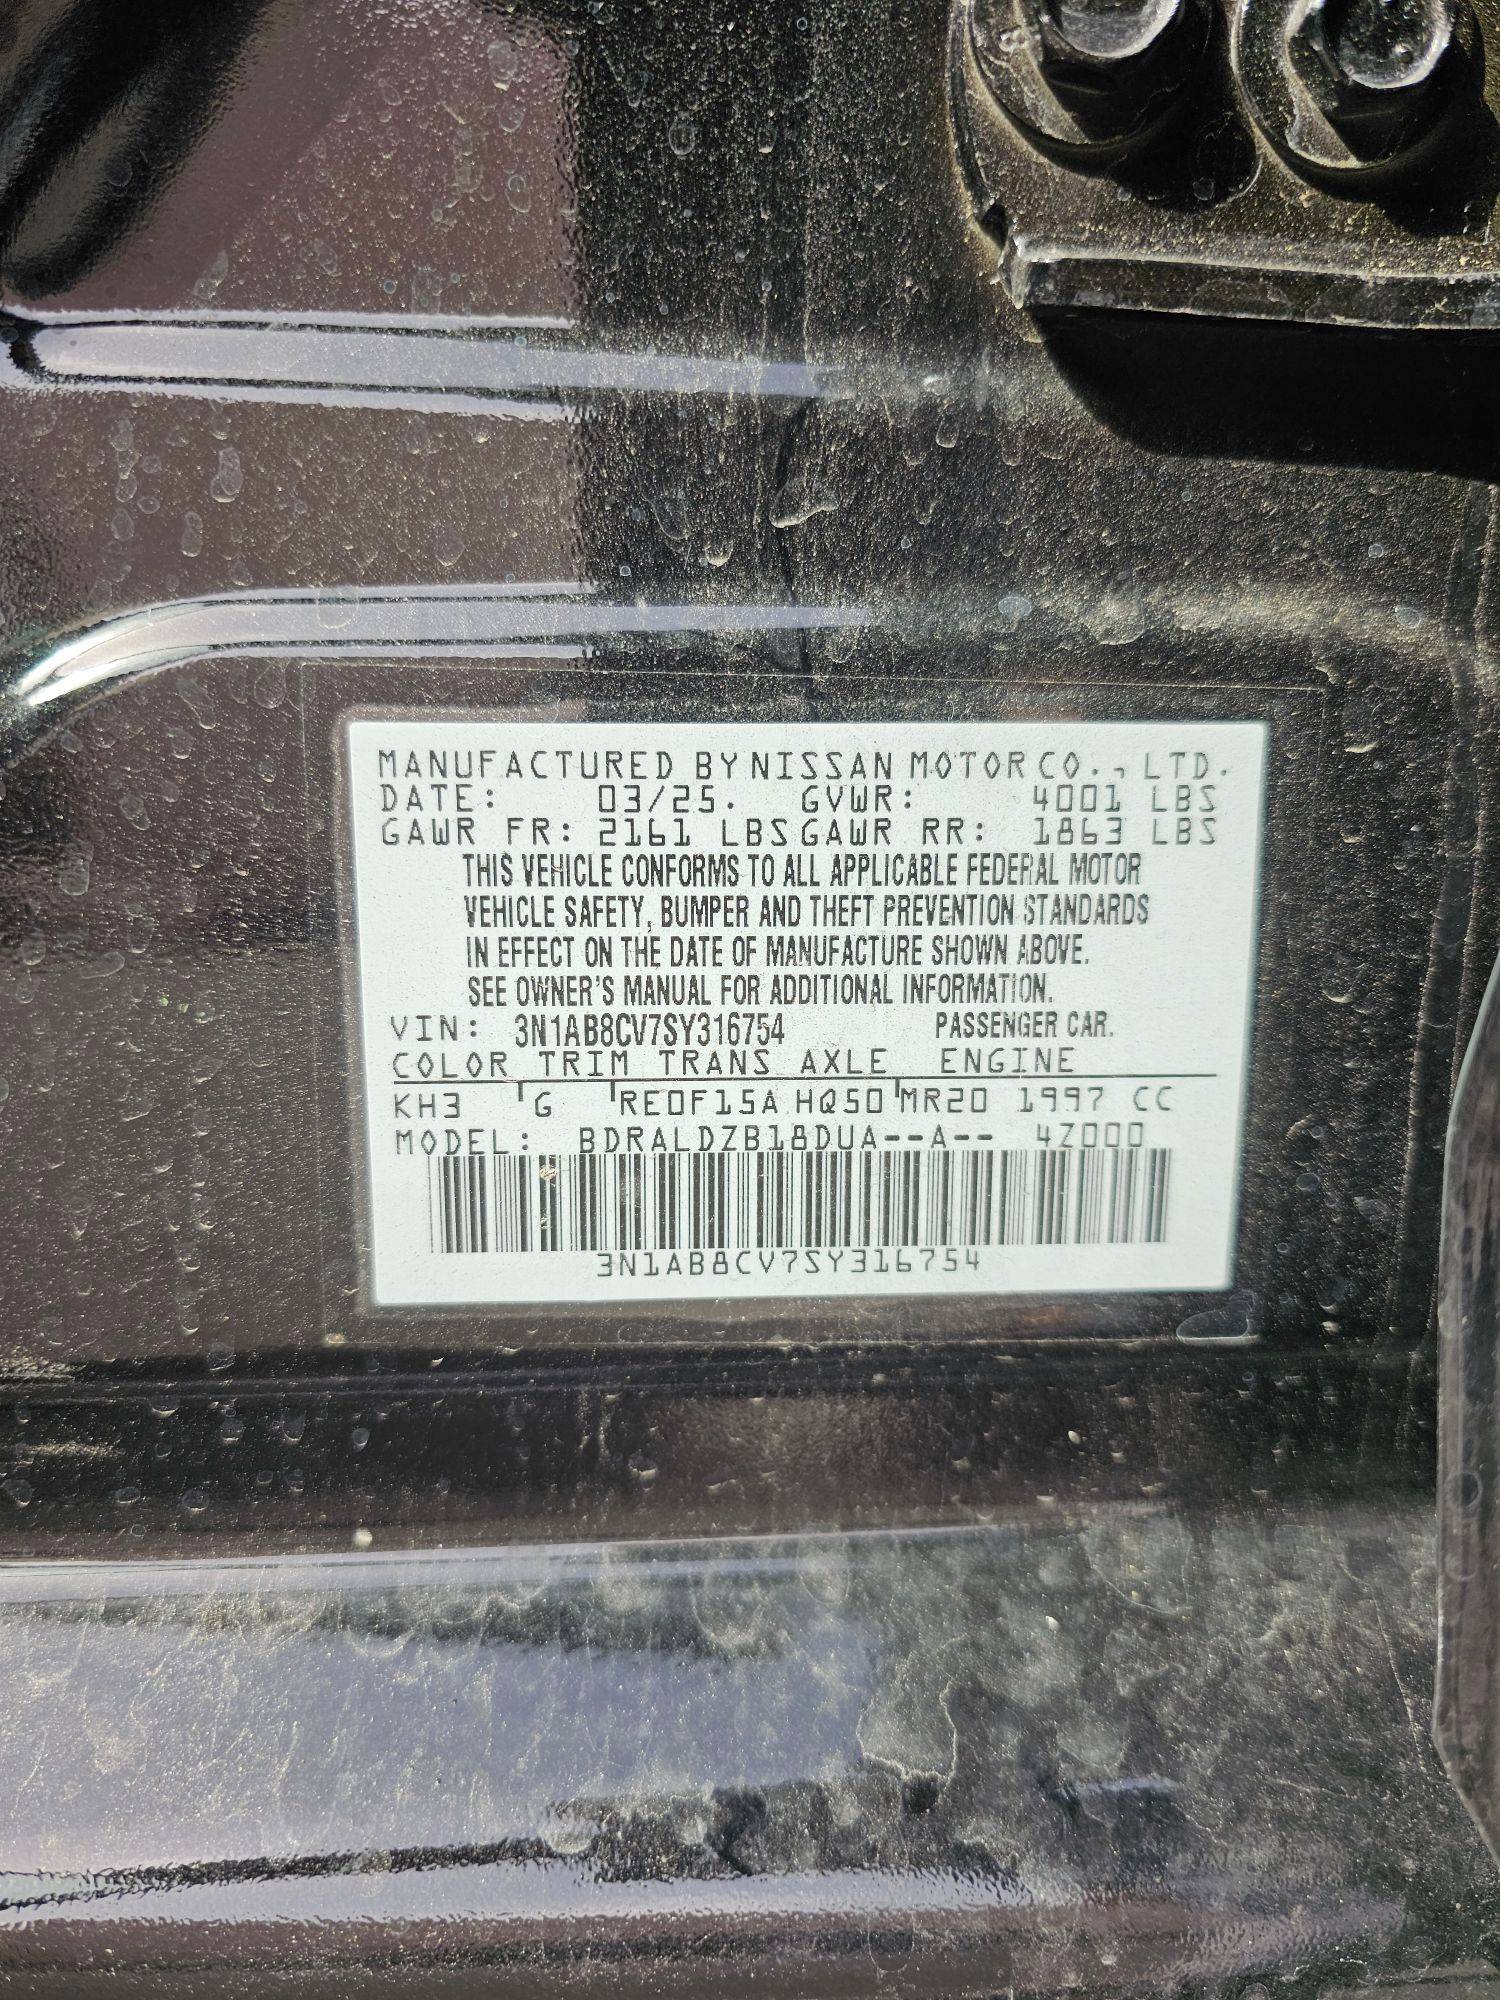 MANUFACTURED BY NISSAN MOTOR CO., LTD.
DATE: 03/25. GVWR: 4001 LBS
GAWR FR: 2161 LBS GAWR RR: 1863 LBS
THIS VEHICLE CONFORMS TO ALL APPLICABLE FEDERAL MOTOR
VEHICLE SAFETY, BUMPER AND THEFT PREVENTION STANDARDS
IN EFFECT ON THE DATE OF MANUFACTURE SHOWN ABOVE.
SEE OWNER'S MANUAL FOR ADDITIONAL INFORMATION.
VIN: 3N1AB8CV7SY316754 PASSENGER CAR.
COLOR TRIM TRANS AXLE ENGINE
KH3 G RE0F15A HQ50 MR20 1997 CC
MODEL: BDRALDZB18DUA--A-- 4Z000
3N1AB8CV7SY316754